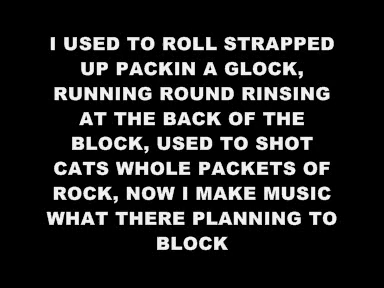 I USED TO ROLL STRAPPED
UP PACKIN A GLOCK,
RUNNING ROUND RINSING
AT THE BACK OF THE
BLOCK, USED TO SHOT
CATS WHOLE PACKETS OF
ROCK, NOW I MAKE MUSIC
WHAT THERE PLANNING TO
BLOCK